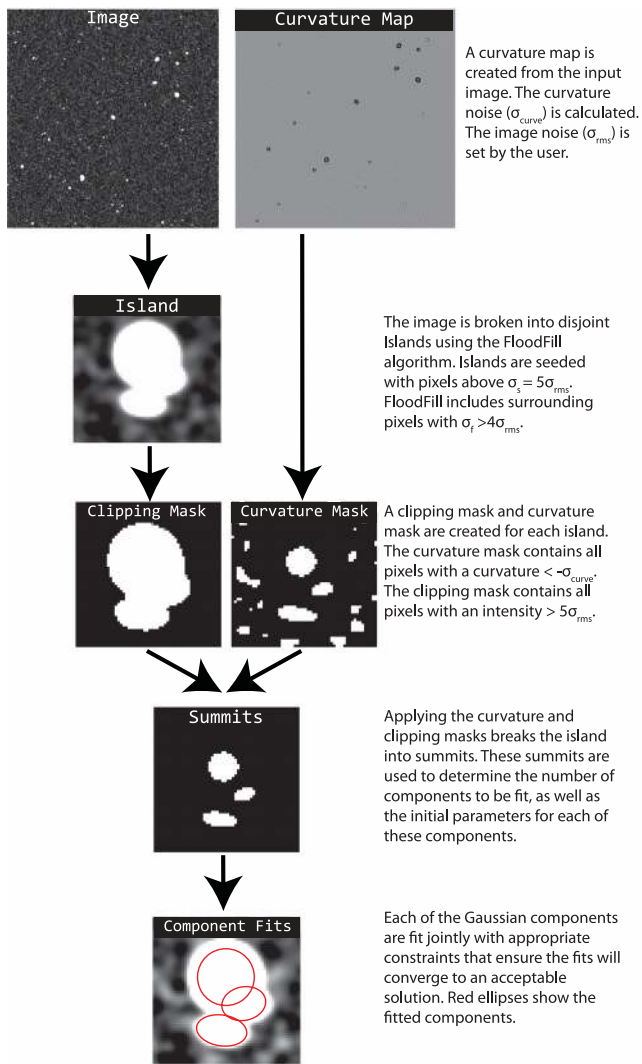 Image
Curvature Map
A curvature map is
created from the input
image. The curvature
noise (σcurve) is calculated.
The image noise (σrms) is
set by the user.
Island
The image is broken into disjoint
Islands using the FloodFill
algorithm. Islands are seeded
with pixels above σs = 5σrms.
FloodFill includes surrounding
pixels with σf >4σrms.
Clipping Mask
Curvature Mask
A clipping mask and curvature
mask are created for each island.
The curvature mask contains all
pixels with a curvature < -σcurve.
The clipping mask contains all
pixels with an intensity > 5σrms.
Summits
Applying the curvature and
clipping masks breaks the island
into summits. These summits are
used to determine the number of
components to be fit, as well as
the initial parameters for each of
these components.
Component Fits
Each of the Gaussian components
are fit jointly with appropriate
constraints that ensure the fits will
converge to an acceptable
solution. Red ellipses show the
fitted components.